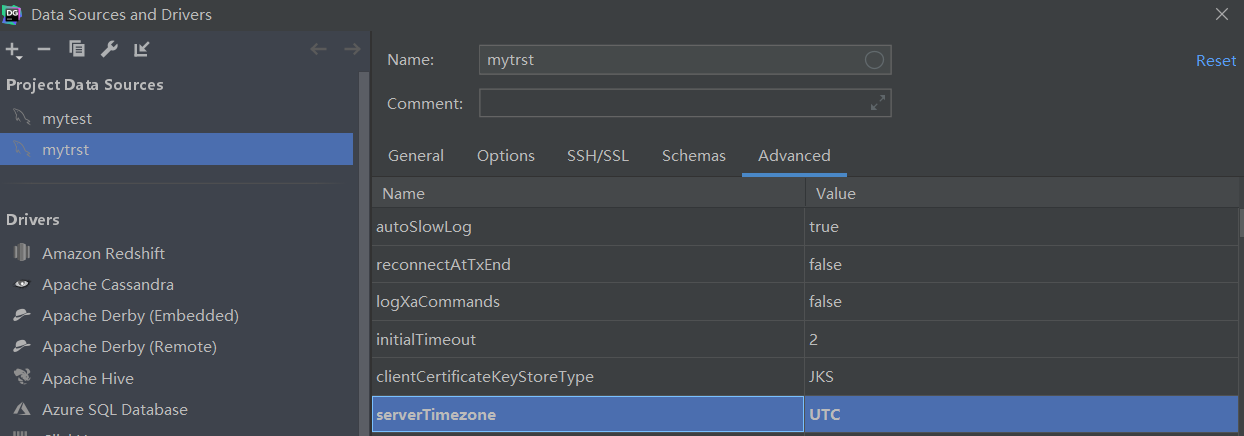 DG
Data Sources and Drivers
Name: mytrst Reset
Comment:
Project Data Sources
mytest
mytrst
General Options SSH/SSL Schemas Advanced
Name Value
autoSlowLog true
reconnectAtTxEnd false
logXaCommands false
initialTimeout 2
clientCertificateKeyStoreType JKS
serverTimezone UTC
Drivers
Amazon Redshift
Apache Cassandra
Apache Derby (Embedded)
Apache Derby (Remote)
Apache Hive
Azure SQL Database